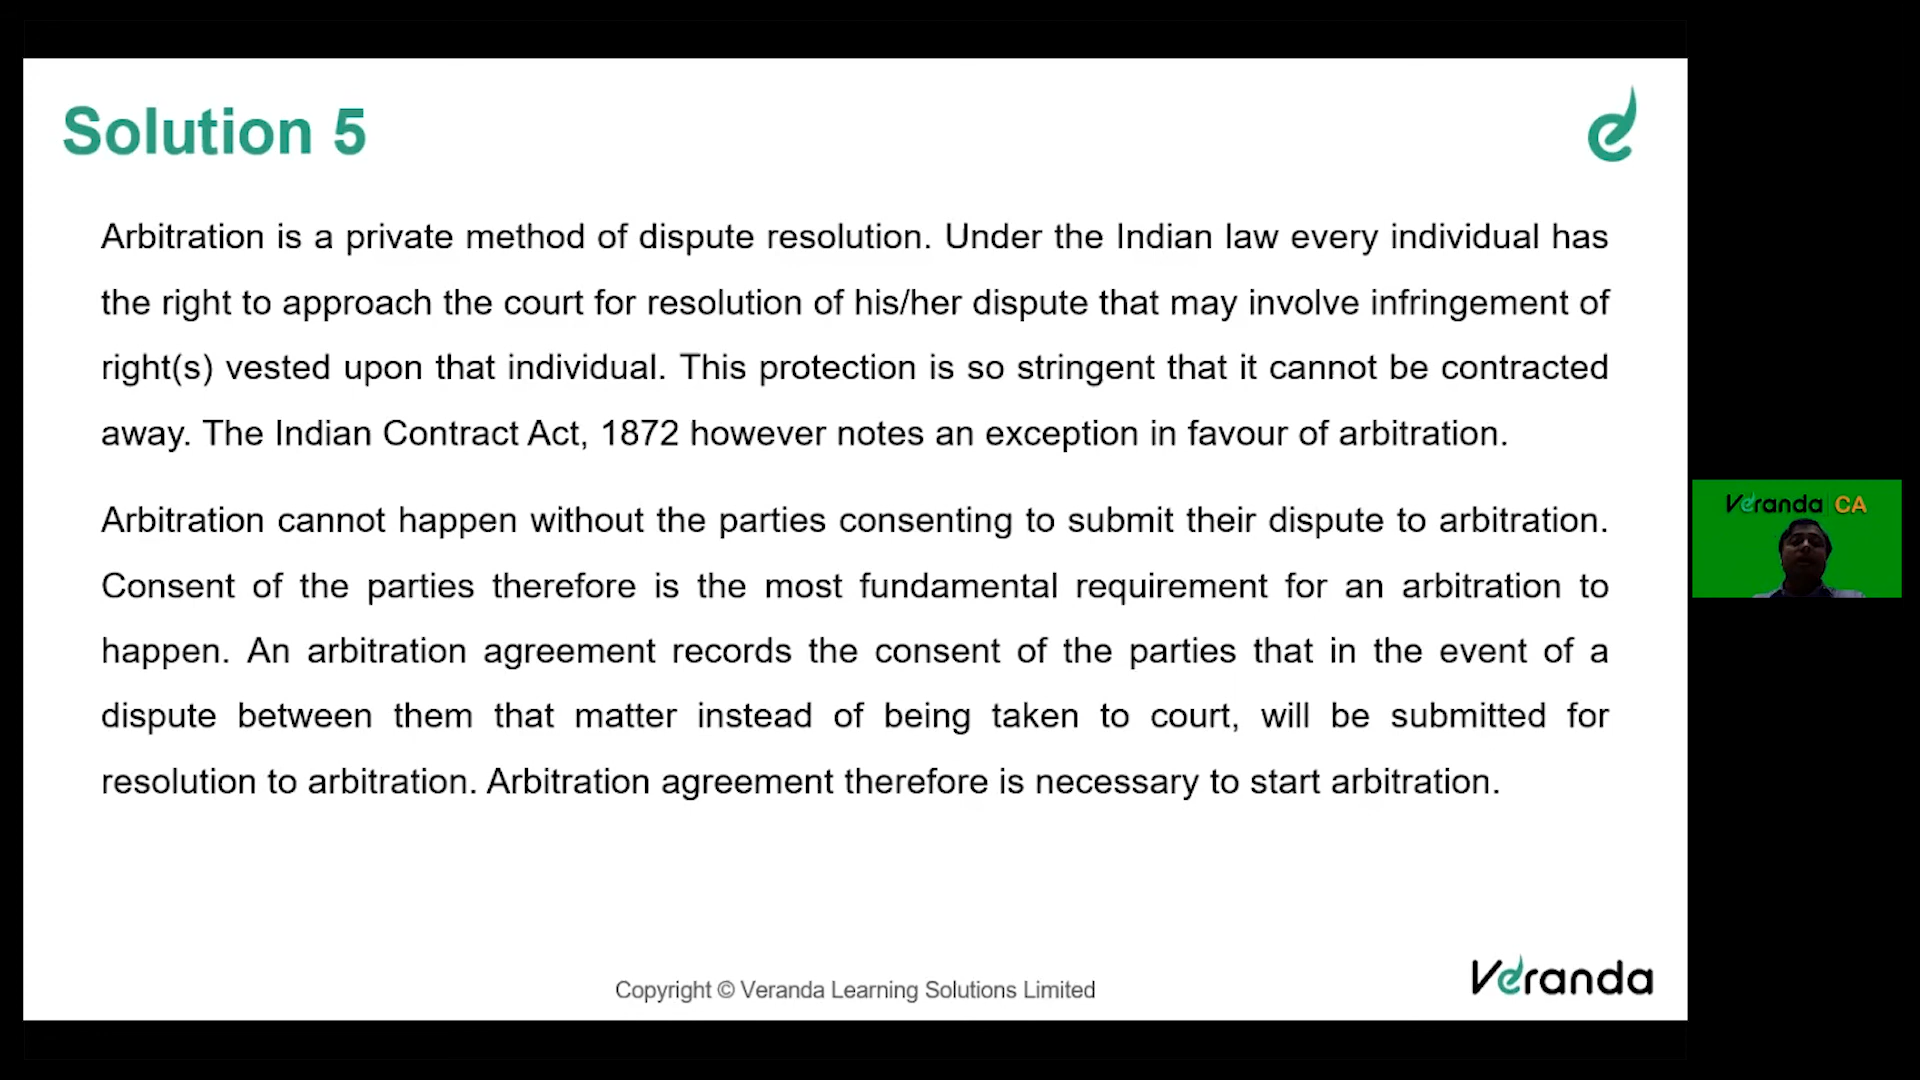 Solution 5
Arbitration is a private method of dispute resolution. Under the Indian law every individual has
the right to approach the court for resolution of his/her dispute that may involve infringement of
right(s) vested upon that individual. This protection is so stringent that it cannot be contracted
away. The Indian Contract Act, 1872 however notes an exception in favour of arbitration.
Arbitration cannot happen without the parties consenting to submit their dispute to arbitration.
Consent of the parties therefore is the most fundamental requirement for an arbitration to
happen. An arbitration agreement records the consent of the parties that in the event of a
dispute between them that matter instead of being taken to court, will be submitted for
resolution to arbitration. Arbitration agreement therefore is necessary to start arbitration.
Copyright © Veranda Learning Solutions Limited
Veranda
Veranda CA